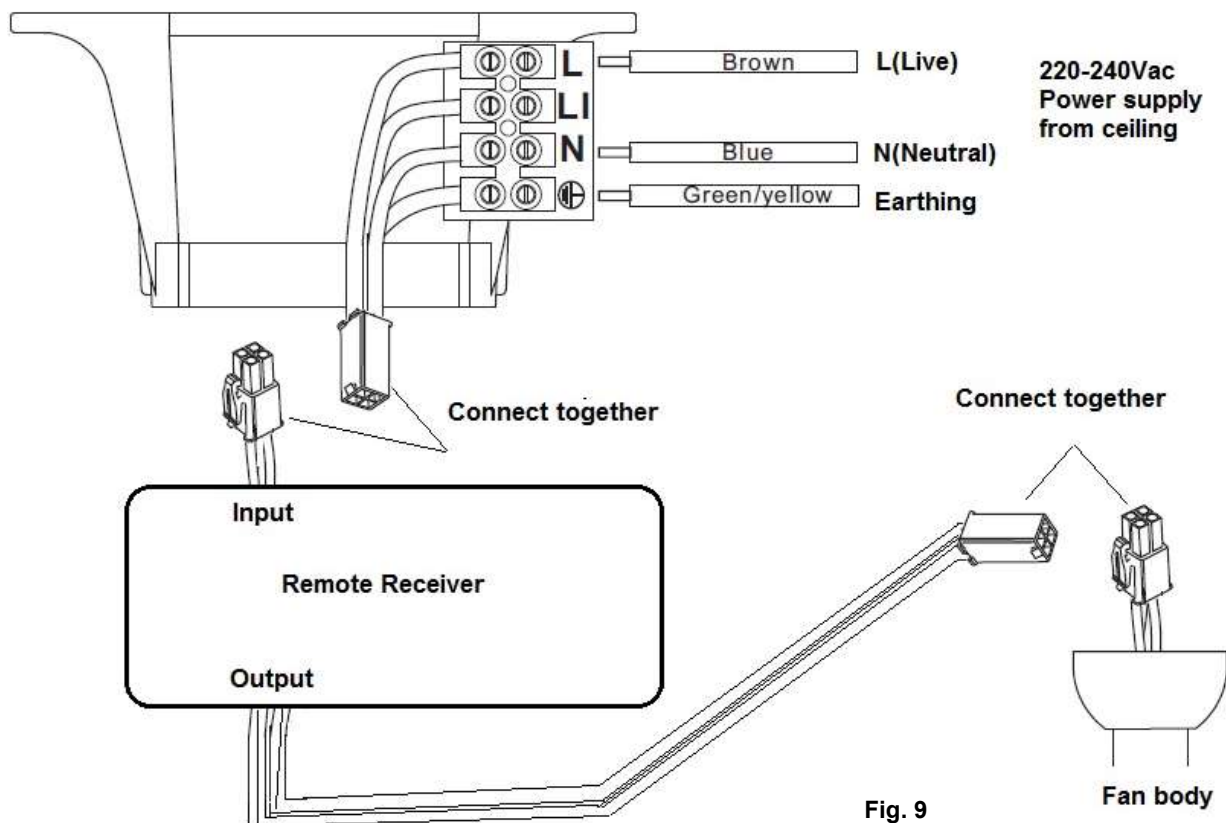 L
Brown
L(Live)
220-240Vac
Power supply
from ceiling
LI
N
Blue
N(Neutral)
Green/yellow
Earthing
Connect together
Connect together
Input
Remote Receiver
Output
Fig. 9
Fan body